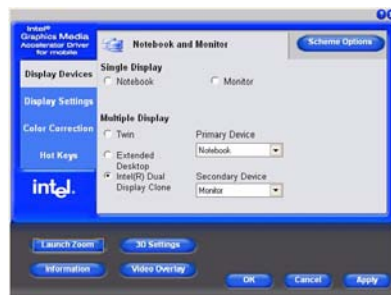 Intel®
Graphics Media
Accelerator Driver
for mobile
Notebook and Monitor
Scheme Options
Display Devices
Display Settings
Color Correction
Hot Keys
intel.
Single Display
Notebook
Monitor
Multiple Display
Twin
Extended
Desktop
Intel(R) Dual
Display Clone
Primary Device
Notebook
Secondary Device
Monitor
Launch Zoom
3D Settings
Information
Video Overlay
OK
Cancel
Apply